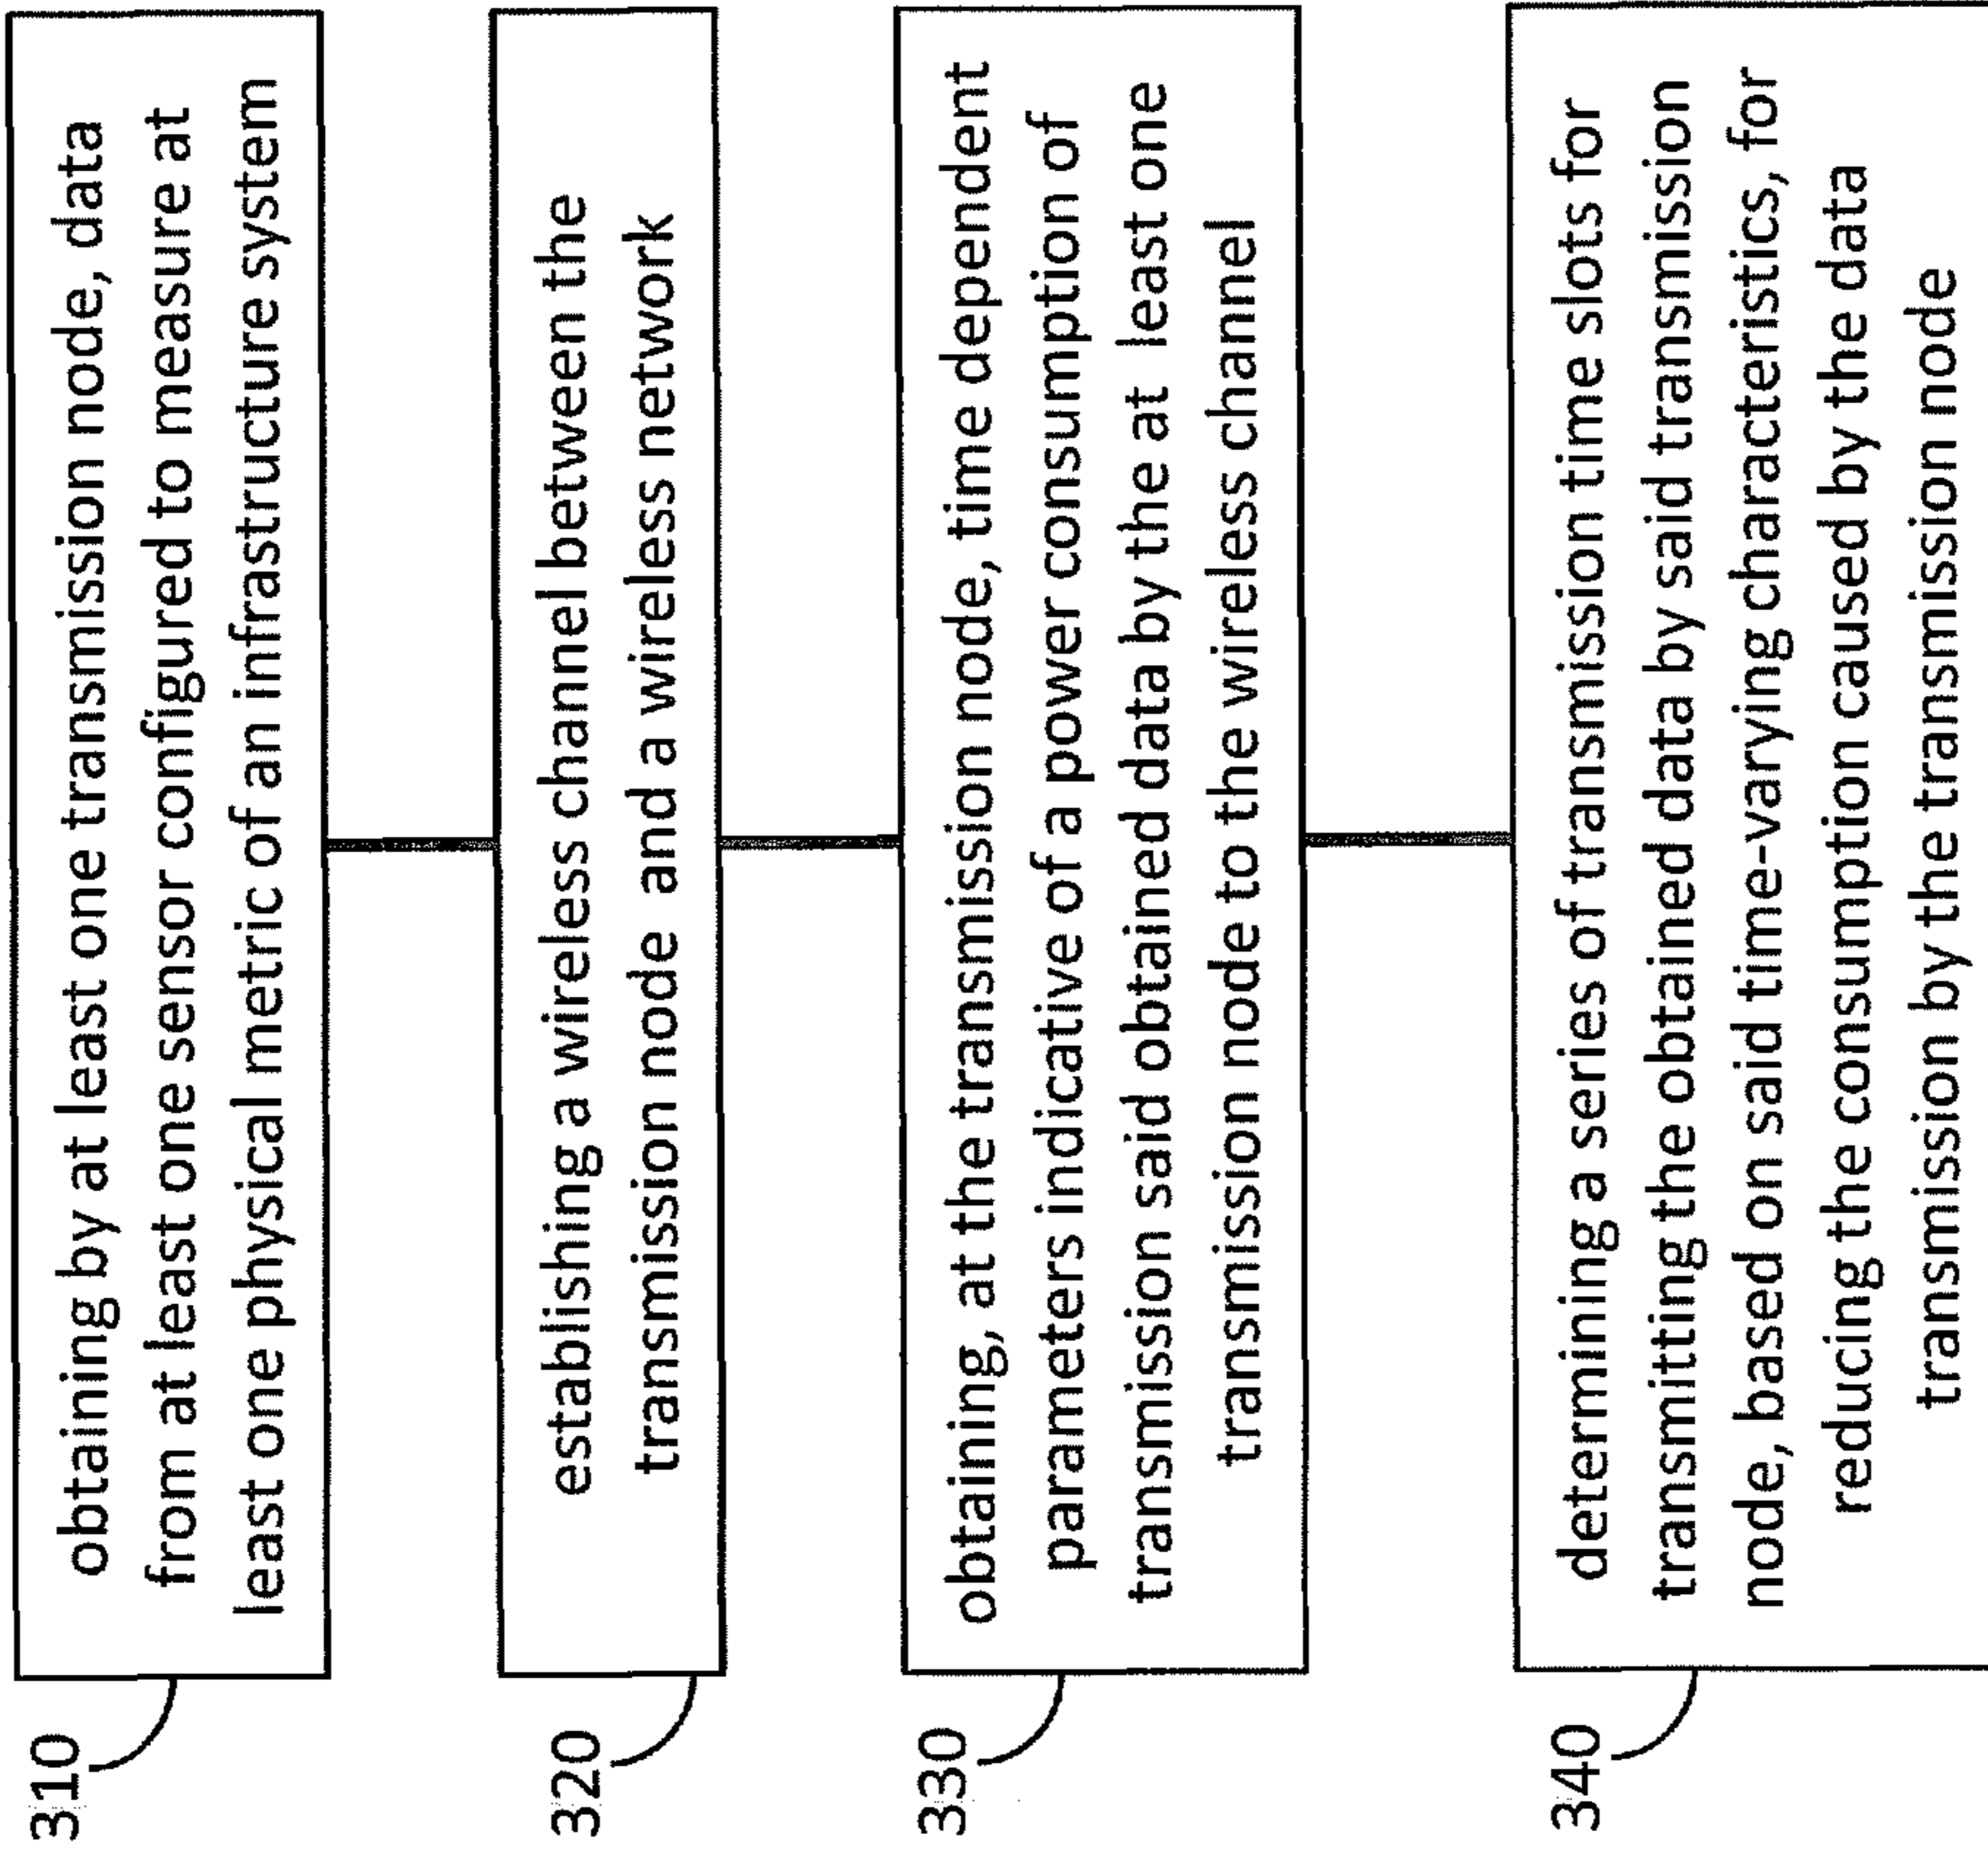 310
obtaining by at least one transmission node, data
from at least one sensor configured to measure at
least one physical metric of an infrastructure system
320
establishing a wireless channel between the
transmission node and a wireless network
330
obtaining, at the transmission node, time dependent
parameters indicative of a power consumption of
transmission said obtained data by the at least one
transmission node to the wireless channel
340
determining a series of transmission time slots for
transmitting the obtained data by said transmission
node, based on said time-varying characteristics, for
reducing the consumption caused by the data
transmission by the transmission node